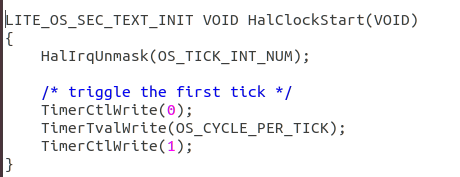 LITE_OS_SEC_TEXT_INIT VOID HalClockStart(VOID)
{
    HalIrqUnmask(OS_TICK_INT_NUM);

    /* triggle the first tick */
    TimerCtlWrite(0);
    TimerTvalWrite(OS_CYCLE_PER_TICK);
    TimerCtlWrite(1);
}